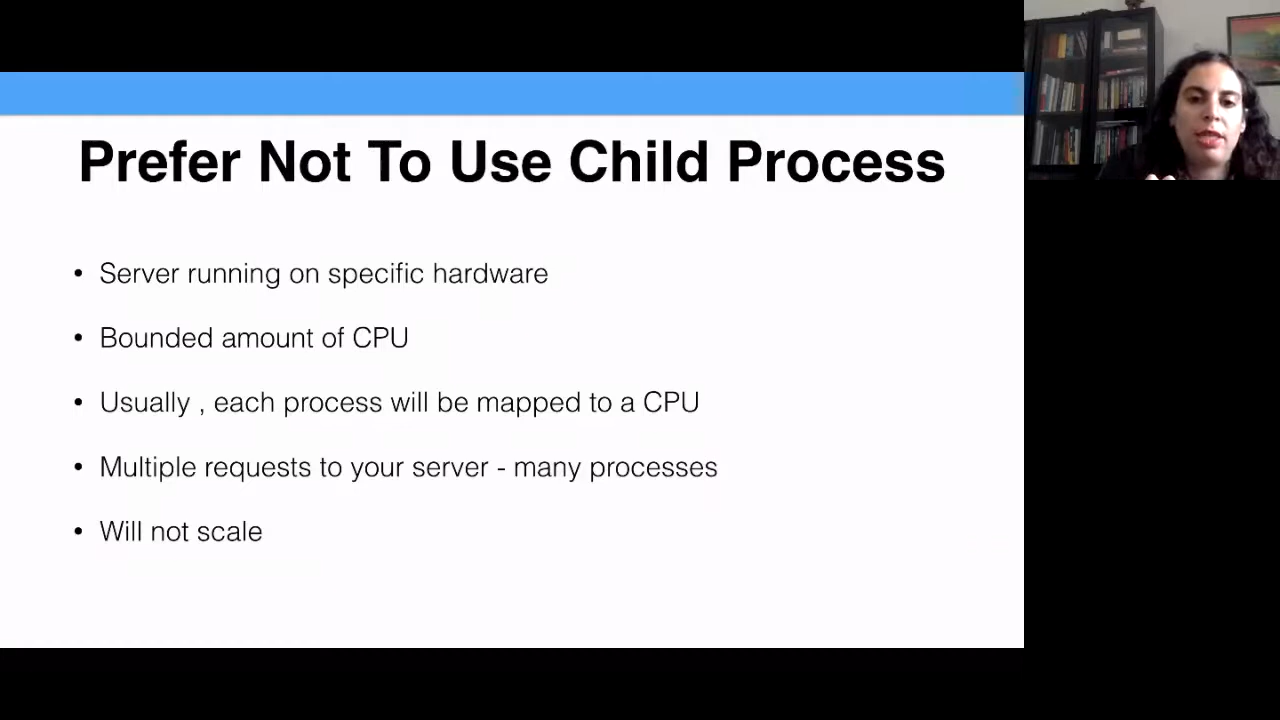 Prefer Not To Use Child Process
• Server running on specific hardware
• Bounded amount of CPU
• Usually , each process will be mapped to a CPU
• Multiple requests to your server - many processes
• Will not scale